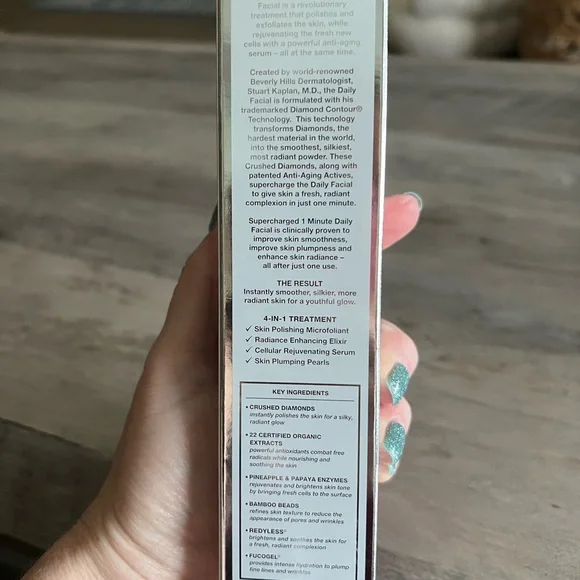 Facial is a revolutionary
treatment that polishes and
exfoliates the skin, while
rejuvenating the fresh new
cells with a powerful anti-aging
serum – all at the same time.
Created by world-renowned
Beverly Hills Dermatologist,
Stuart Kaplan, M.D., the Daily
Facial is formulated with his
trademarked Diamond Contour®
Technology. This technology
transforms Diamonds, the
hardest material in the world,
into the smoothest, silkiest,
most radiant powder. These
Crushed Diamonds, along with
patented Anti-Aging Actives,
supercharge the Daily Facial
to give skin a fresh, radiant
complexion in just one minute.
Supercharged 1 Minute Daily
Facial is clinically proven to
improve skin smoothness,
improve skin plumpness and
enhance skin radiance –
all after just one use.
THE RESULT
Instantly smoother, silkier, more
radiant skin for a youthful glow.
4-IN-1 TREATMENT
✓ Skin Polishing Microfoliant
✓ Radiance Enhancing Elixir
✓ Cellular Rejuvenating Serum
✓ Skin Plumping Pearls
KEY INGREDIENTS
• CRUSHED DIAMONDS
instantly polishes the skin for a silky,
radiant glow
• 22 CERTIFIED ORGANIC
EXTRACTS
powerful antioxidants combat free
radicals while nourishing and
soothing the skin
• PINEAPPLE & PAPAYA ENZYMES
rejuvenates and brightens skin tone
by bringing fresh cells to the surface
• BAMBOO BEADS
refines skin texture to reduce the
appearance of pores and wrinkles
• REDYLESS®
brightens and soothes the skin for
a fresh, radiant complexion
• FUCOGEL®
provides intense hydration to plump
fine lines and wrinkles